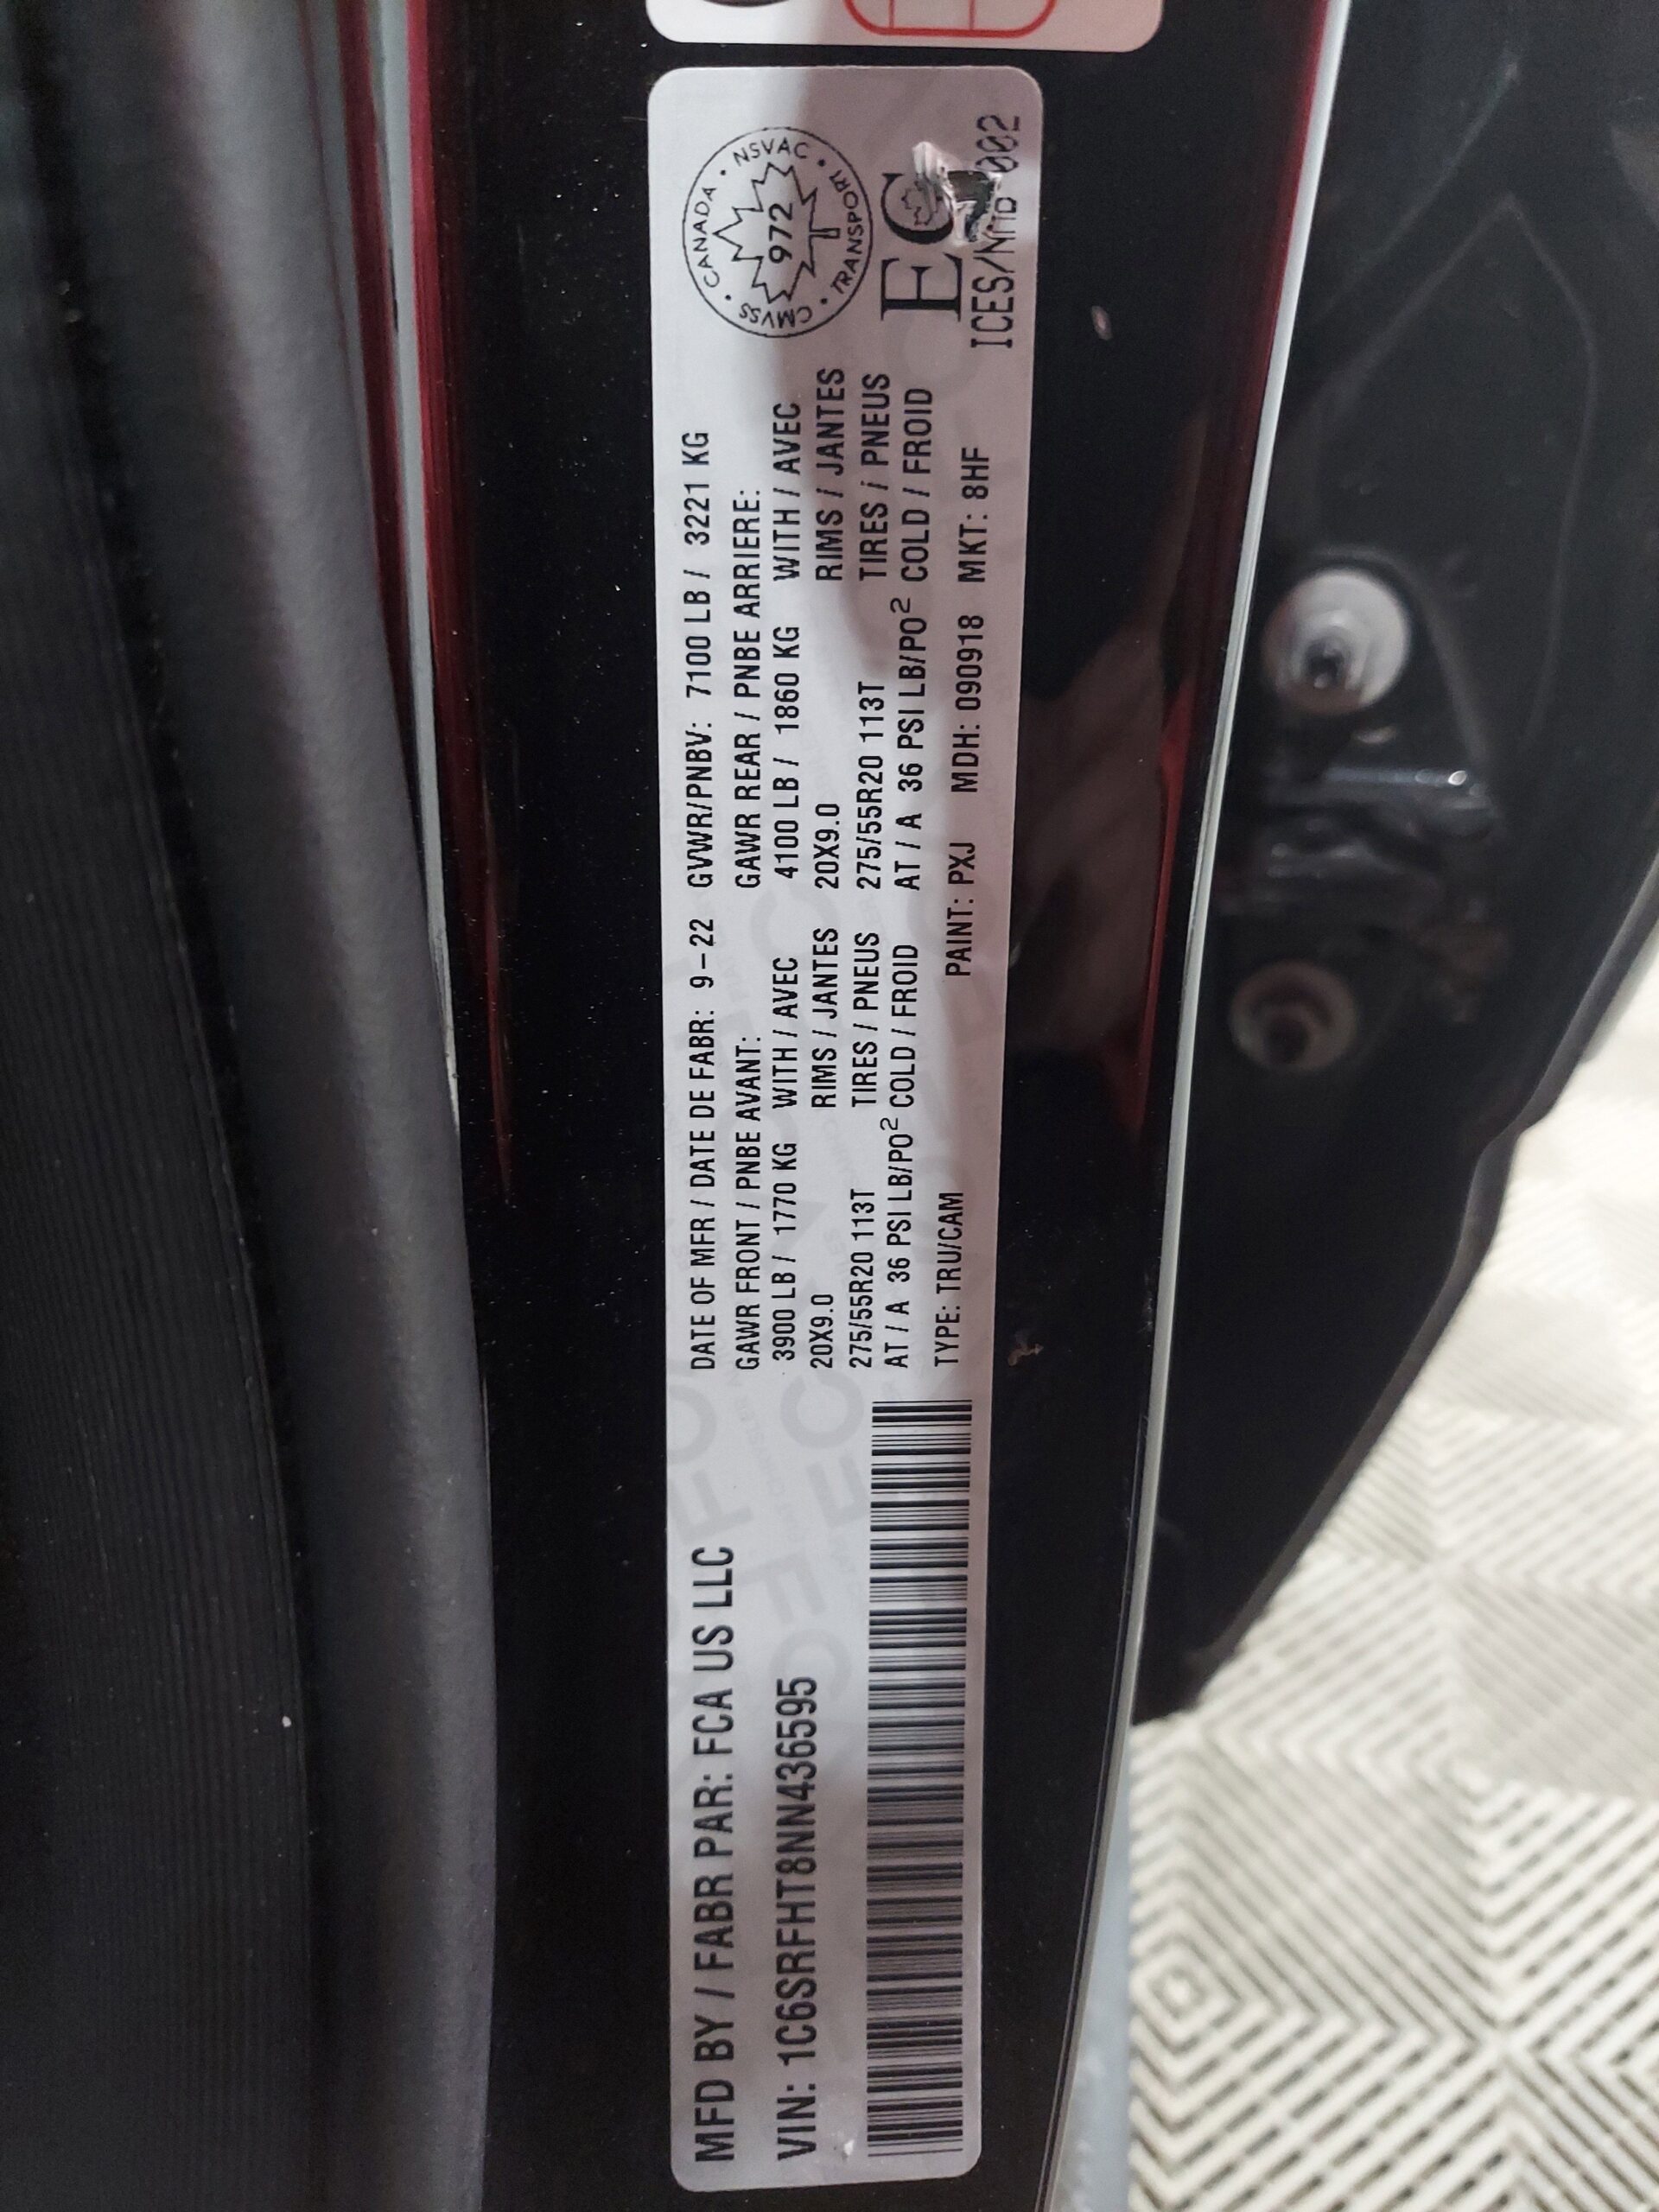 MFD BY / FABR PAR: FCA US LLC
VIN: 1C6SRFHT8NN436595
DATE OF MFR / DATE DE FABR: 9-22 GVWR/PNBV: 7100 LB / 3221 KG
GAWR FRONT / PNBE AVANT: GAWR REAR / PNBE ARRIERE:
3900 LB / 1770 KG WITH / AVEC 4100 LB / 1860 KG WITH / AVEC
20X9.0 RIMS / JANTES 20X9.0 RIMS / JANTES
275/55R20 113T TIRES / PNEUS 275/55R20 113T TIRES / PNEUS
AT / A 36 PSI LB/PO² COLD / FROID AT / A 36 PSI LB/PO² COLD / FROID
TYPE: TRU/CAM PAINT: PXJ MDH: 090918 MKT: 8HF
CANADA • NSVAC • TRANSPORT • CMVSS •
972